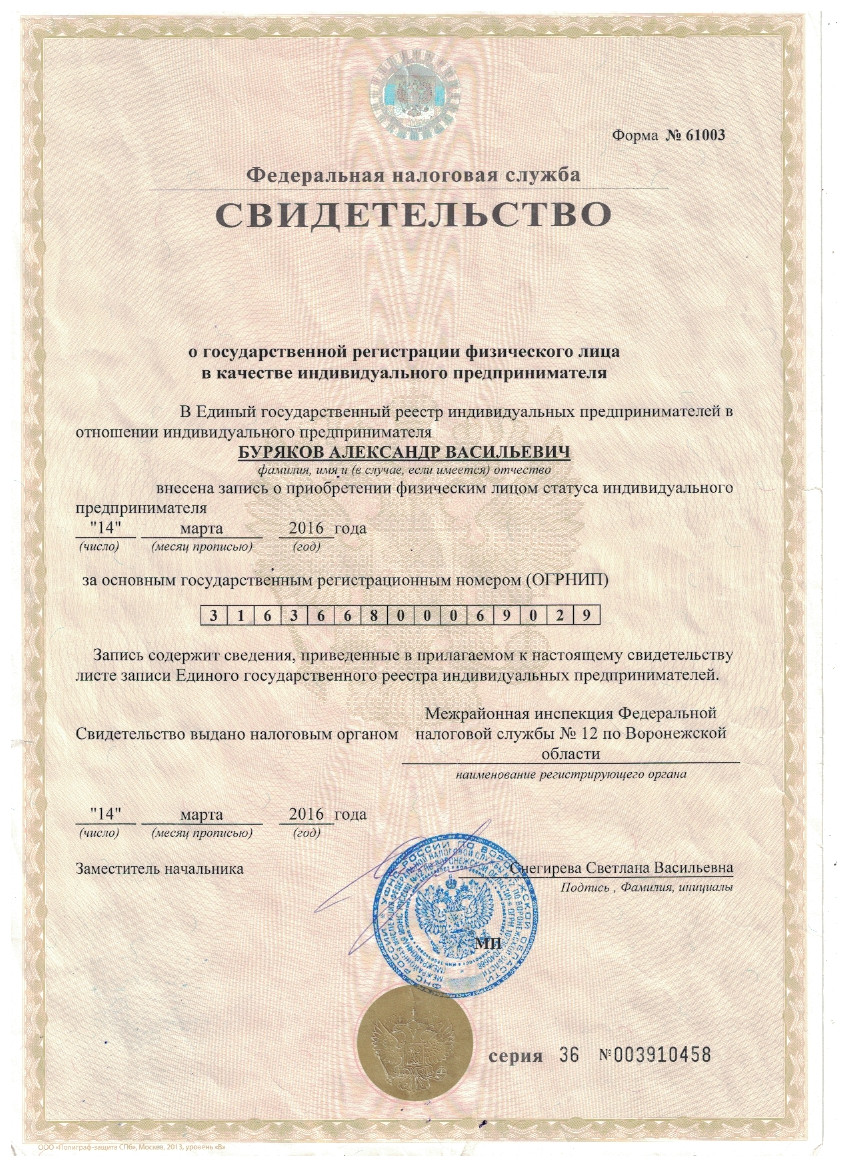 Форма № 61003
Федеральная налоговая служба
СВИДЕТЕЛЬСТВО
о государственной регистрации физического лица
в качестве индивидуального предпринимателя
В Единый государственный реестр индивидуальных предпринимателей в
отношении индивидуального предпринимателя
БУРЯКОВ АЛЕКСАНДР ВАСИЛЬЕВИЧ
фамилия, имя и (в случае, если имеется) отчество
внесена запись о приобретении физическим лицом статуса индивидуального
предпринимателя
"14" марта 2016 года
(число) (месяц прописью) (год)
за основным государственным регистрационным номером (ОГРНИП)
3 1 6 3 6 6 8 0 0 0 6 9 0 2 9
Запись содержит сведения, приведенные в прилагаемом к настоящему свидетельству
листе записи Единого государственного реестра индивидуальных предпринимателей.
Межрайонная инспекция Федеральной
Свидетельство выдано налоговым органом налоговой службы № 12 по Воронежской
области
наименование регистрирующего органа
"14" марта 2016 года
(число) (месяц прописью) (год)
Заместитель начальника Снегирева Светлана Васильевна
Подпись , Фамилия, инициалы
МП
серия 36 №003910458
ООО «Полиграф-защита СПб», Москва, 2013, уровень «В»